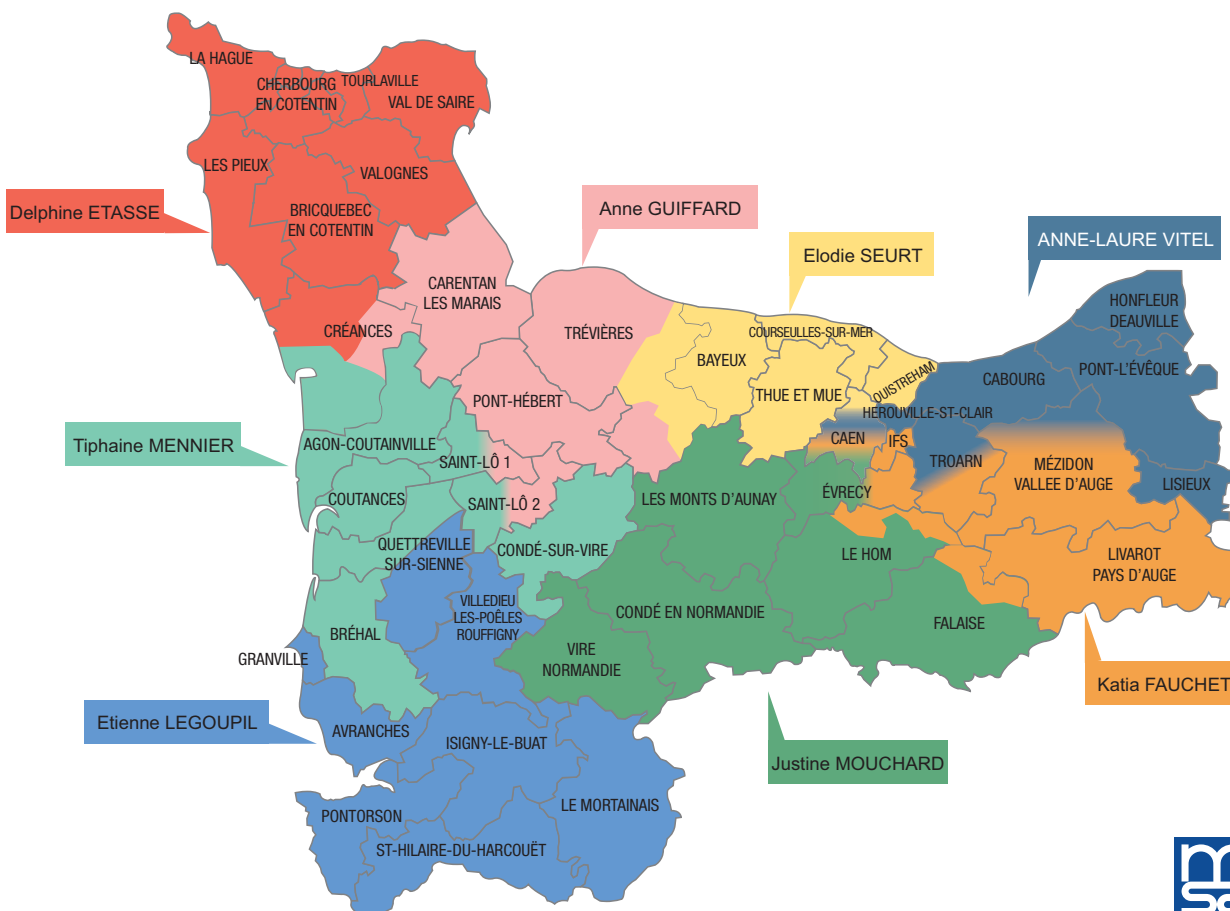 LA HAGUE
CHERBOURG
EN COTENTIN
TOURLAVILLE
VAL DE SAIRE
LES PIEUX
VALOGNES
BRICQUEBEC
EN COTENTIN
Delphine ETASSE
Anne GUIFFARD
Elodie SEURT
ANNE-LAURE VITEL
CARENTAN
LES MARAIS
CRÉANCES
TRÉVIÈRES
HONFLEUR
DEAUVILLE
COURSEULLES-SUR-MER
BAYEUX
THUE ET MUE
OUISTREHAM
CABOURG
PONT-L'ÉVÊQUE
PONT-HÉBERT
HÉROUVILLE-ST-CLAIR
CAEN
IFS
TROARN
Tiphaine MENNIER
AGON-COUTAINVILLE
SAINT-LÔ 1
MÉZIDON
VALLEE D'AUGE
LISIEUX
COUTANCES
SAINT-LÔ 2
LES MONTS D'AUNAY
ÉVRECY
QUETTREVILLE
SUR-SIENNE
CONDÉ-SUR-VIRE
LE HOM
LIVAROT
PAYS D'AUGE
VILLEDIEU
LES-POÊLES
ROUFFIGNY
CONDÉ EN NORMANDIE
FALAISE
BRÉHAL
VIRE
NORMANDIE
GRANVILLE
Katia FAUCHET
Etienne LEGOUPIL
AVRANCHES
ISIGNY-LE-BUAT
Justine MOUCHARD
PONTORSON
LE MORTAINAIS
ST-HILAIRE-DU-HARCOUËT